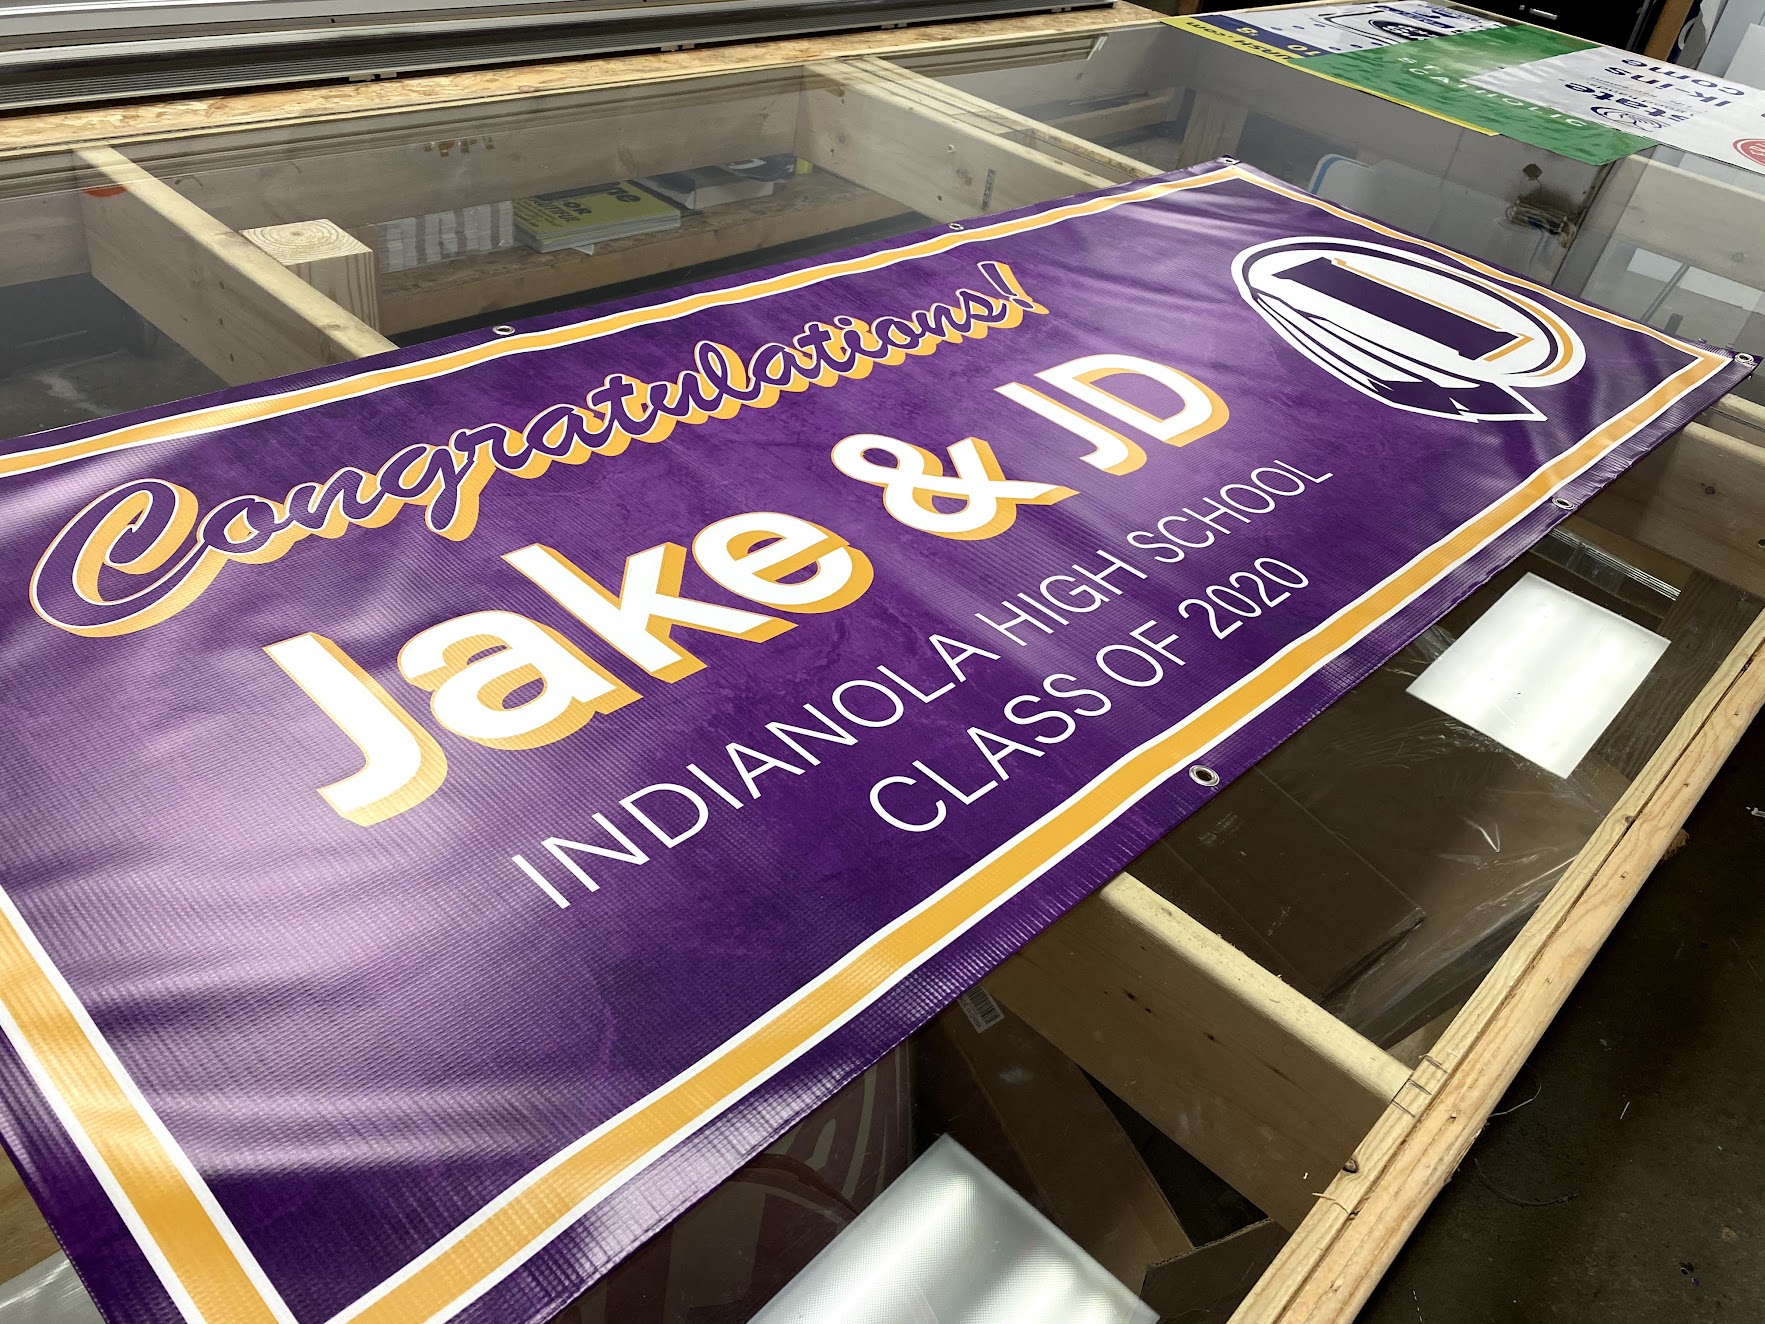 Congratulations!
Jake & JD
INDIANOLA HIGH SCHOOL
CLASS OF 2020
I